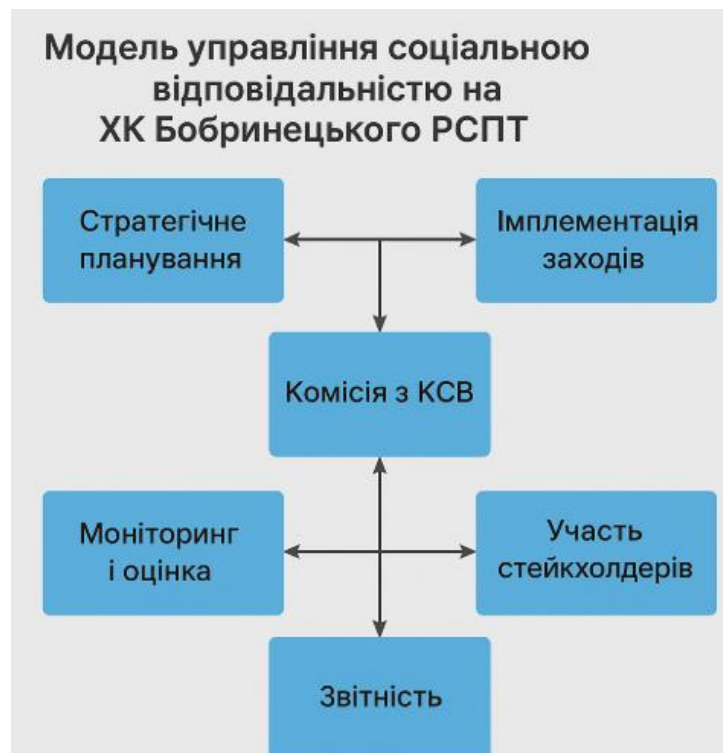 Модель управління соціальною
відповідальністю на
ХК Бобринецького РСПТ
Стратегічне
планування
Імплементація
заходів
Комісія з КСВ
Моніторинг
і оцінка
Участь
стейкхолдерів
Звітність